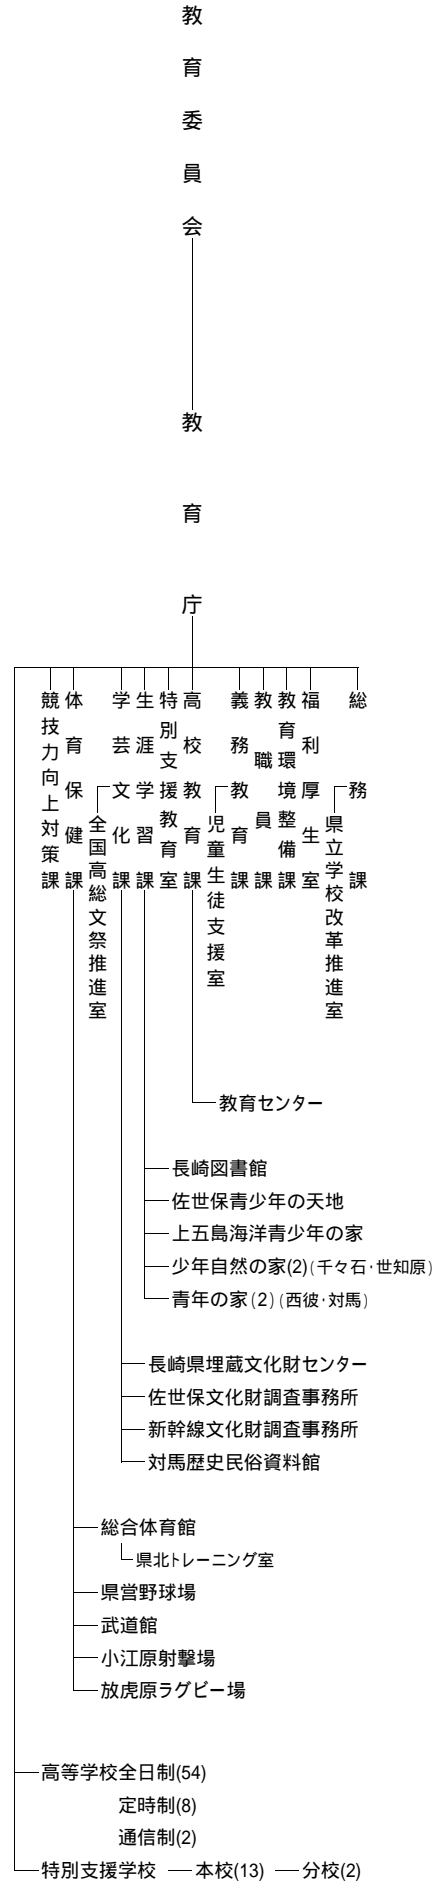 教育委員会
教育庁
総務課
県立学校改革推進室
福利厚生室
教育環境整備課
教職員課
義務教育課
児童生徒支援室
高校教育課
特別支援教育室
生涯学習課
学芸文化課
全国高総文祭推進室
体育保健課
競技力向上対策課
教育センター
長崎図書館
佐世保青少年の天地
上五島海洋青少年の家
少年自然の家(2)(千々石･世知原)
青年の家(2)(西彼･対馬)
長崎県埋蔵文化財センター
佐世保文化財調査事務所
新幹線文化財調査事務所
対馬歴史民俗資料館
総合体育館
県北トレーニング室
県営野球場
武道館
小江原射撃場
放虎原ラグビー場
高等学校全日制(54)
定時制(8)
通信制(2)
特別支援学校 本校(13) 分校(2)